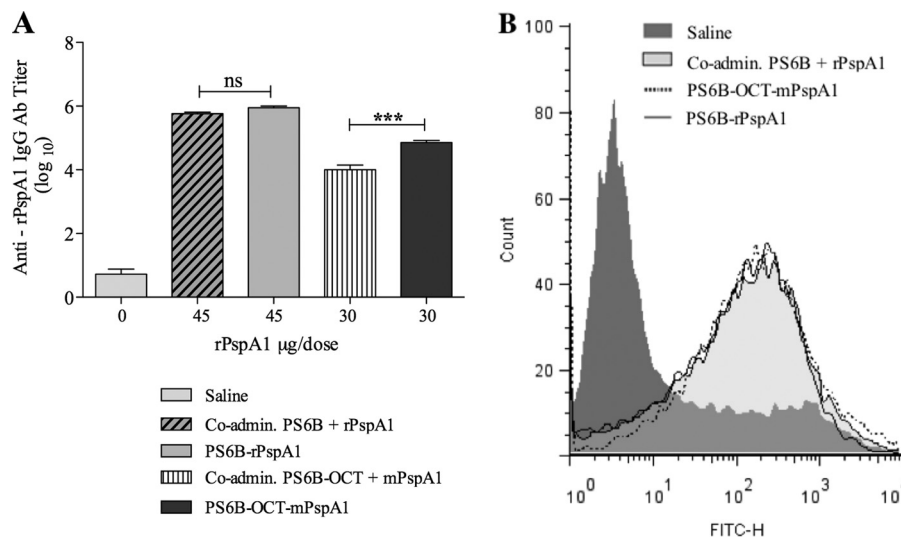 A
Anti - rPspA1 IgG Ab Titer
(log 10)
8
6
4
2
0
ns
***
0 45 45 30 30
rPspA1 μg/dose
Saline
Co-admin. PS6B + rPspA1
PS6B-rPspA1
Co-admin. PS6B-OCT + mPspA1
PS6B-OCT-mPspA1
B
Saline
Co-admin. PS6B + rPspA1
PS6B-OCT-mPspA1
PS6B-rPspA1
Count
100
80
60
40
20
10^0 10^1 10^2 10^3
FITC-H